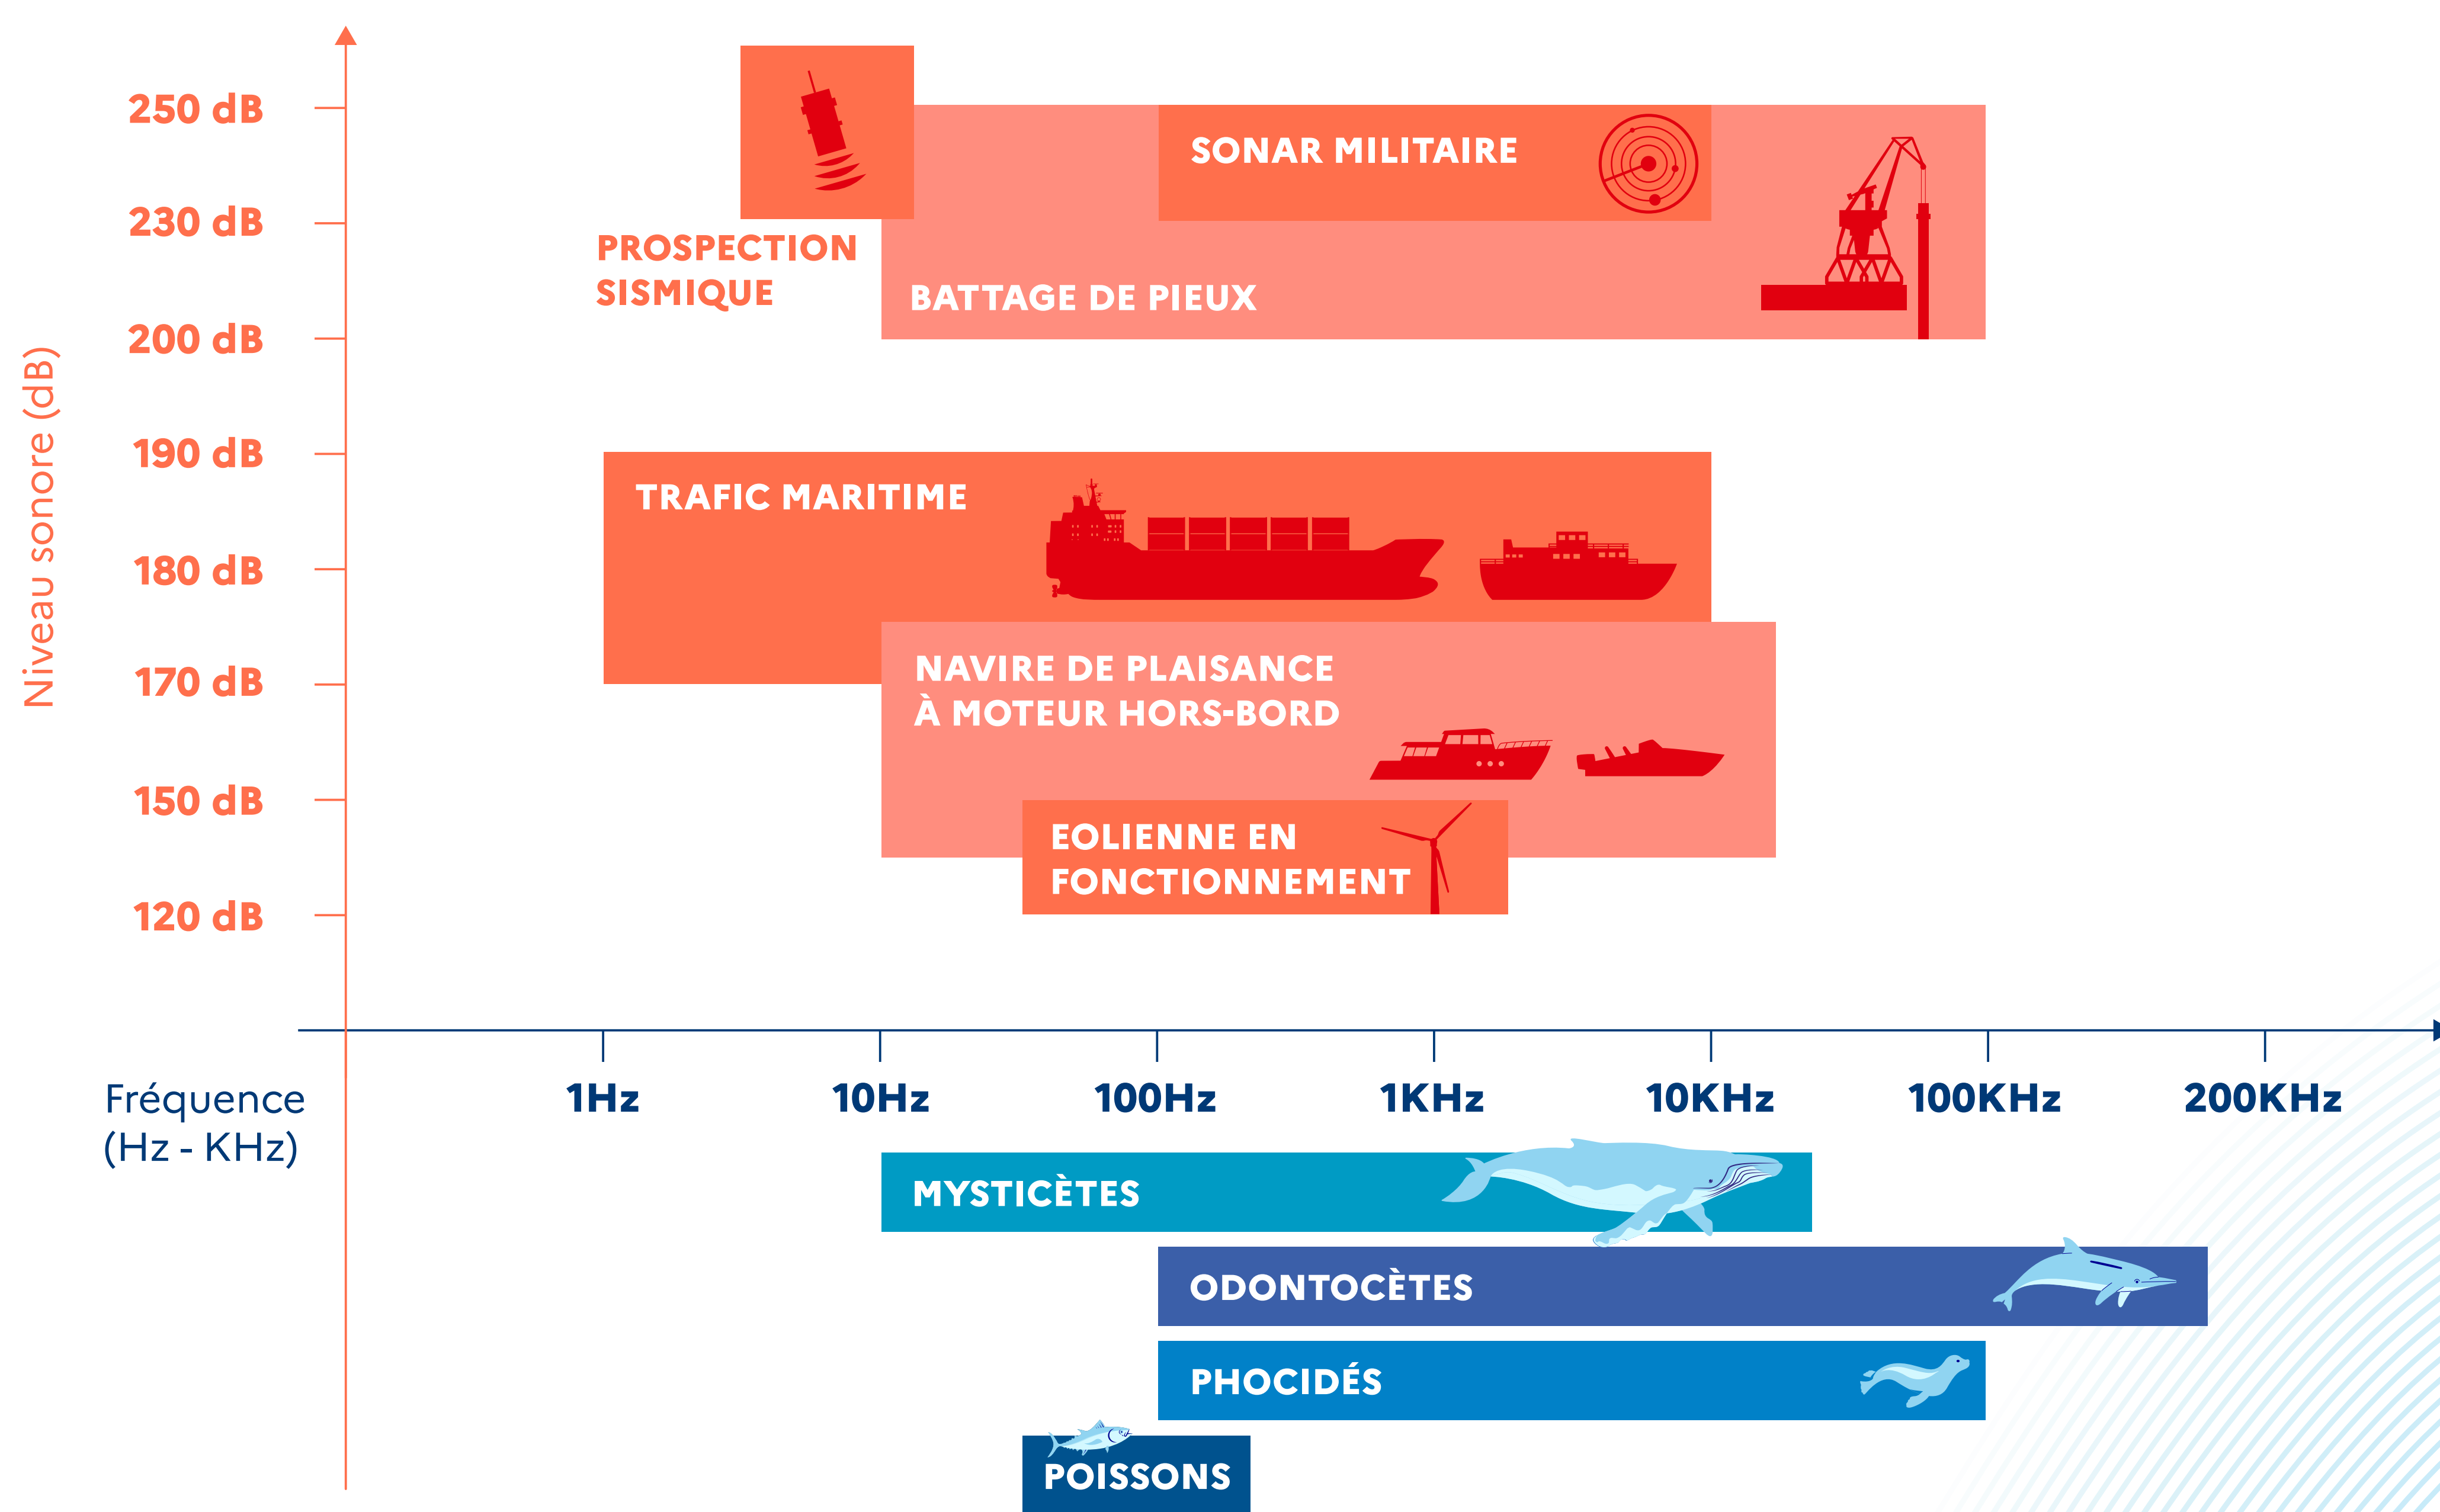 250 dB
230 dB
200 dB
190 dB
180 dB
170 dB
150 dB
120 dB
Niveau sonore (dB)
PROSPECTION
SISMIQUE
SONAR MILITAIRE
BATTAGE DE PIEUX
TRAFIC MARITIME
NAVIRE DE PLAISANCE
À MOTEUR HORS-BORD
EOLIENNE EN
FONCTIONNEMENT
Fréquence
(Hz - KHz)
1Hz
10Hz
100Hz
1KHz
10KHz
100KHz
200KHz
MYSTICÈTES
ODONTOCÈTES
PHOCIDÉS
POISSONS